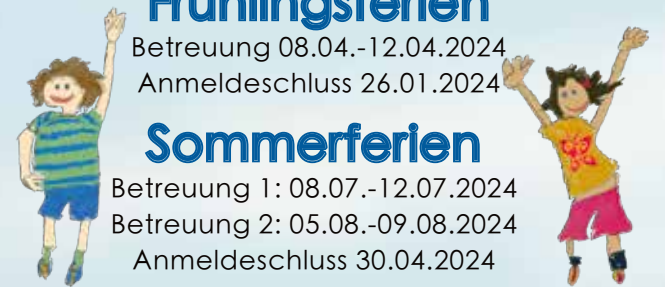 Frühlingsferien
Betreuung 08.04.-12.04.2024
Anmeldeschluss 26.01.2024
Sommerferien
Betreuung 1: 08.07.-12.07.2024
Betreuung 2: 05.08.-09.08.2024
Anmeldeschluss 30.04.2024